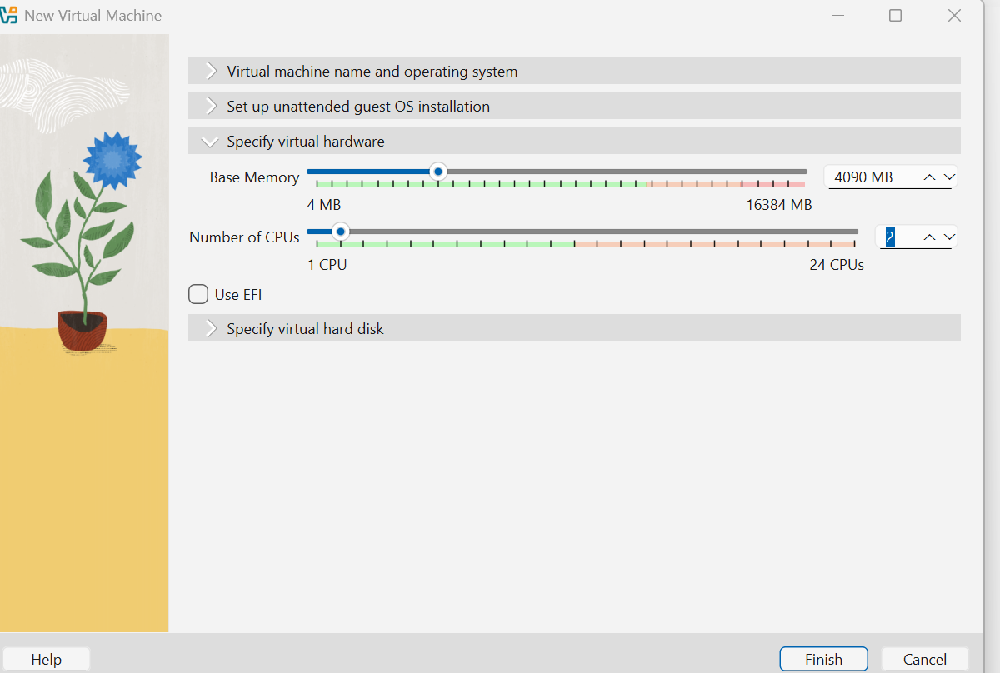 New Virtual Machine
Virtual machine name and operating system
Set up unattended guest OS installation
Specify virtual hardware
Base Memory 4090 MB
4 MB 16384 MB
Number of CPUs 2
1 CPU 24 CPUs
Use EFI
Specify virtual hard disk
Help Finish Cancel